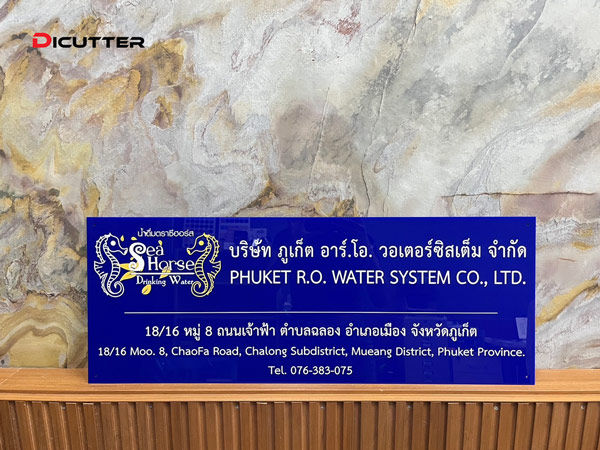 DICUTTER
น้ำดื่มตราซีฮอร์ส
Sea
Horse
Drinking Water
บริษัท ภูเก็ต อาร์.โอ. วอเตอร์ซิสเต็ม จำกัด
PHUKET R.O. WATER SYSTEM CO., LTD.
18/16 หมู่ 8 ถนนเจ้าฟ้า ตำบลฉลอง อำเภอเมือง จังหวัดภูเก็ต
18/16 Moo. 8, ChaoFa Road, Chalong Subdistrict, Mueang District, Phuket Province.
Tel. 076-383-075